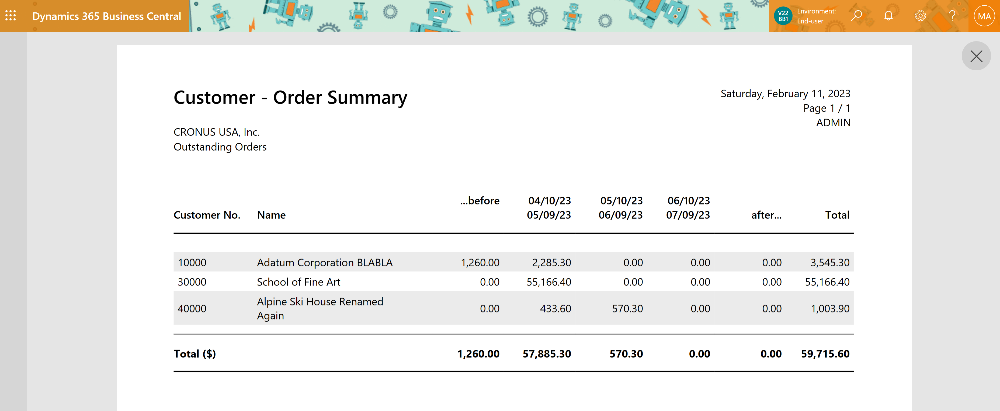 Dynamics 365 Business Central
V22
BB1
Environment:
End-user
?
MA
Customer - Order Summary
Saturday, February 11, 2023
Page 1 / 1
ADMIN
CRONUS USA, Inc.
Outstanding Orders
...before 04/10/23 05/10/23 06/10/23
Customer No. Name 05/09/23 06/09/23 07/09/23 after... Total
10000 Adatum Corporation BLABLA 1,260.00 2,285.30 0.00 0.00 0.00 3,545.30
30000 School of Fine Art 0.00 55,166.40 0.00 0.00 0.00 55,166.40
40000 Alpine Ski House Renamed
Again 0.00 433.60 570.30 0.00 0.00 1,003.90
Total ($) 1,260.00 57,885.30 570.30 0.00 0.00 59,715.60